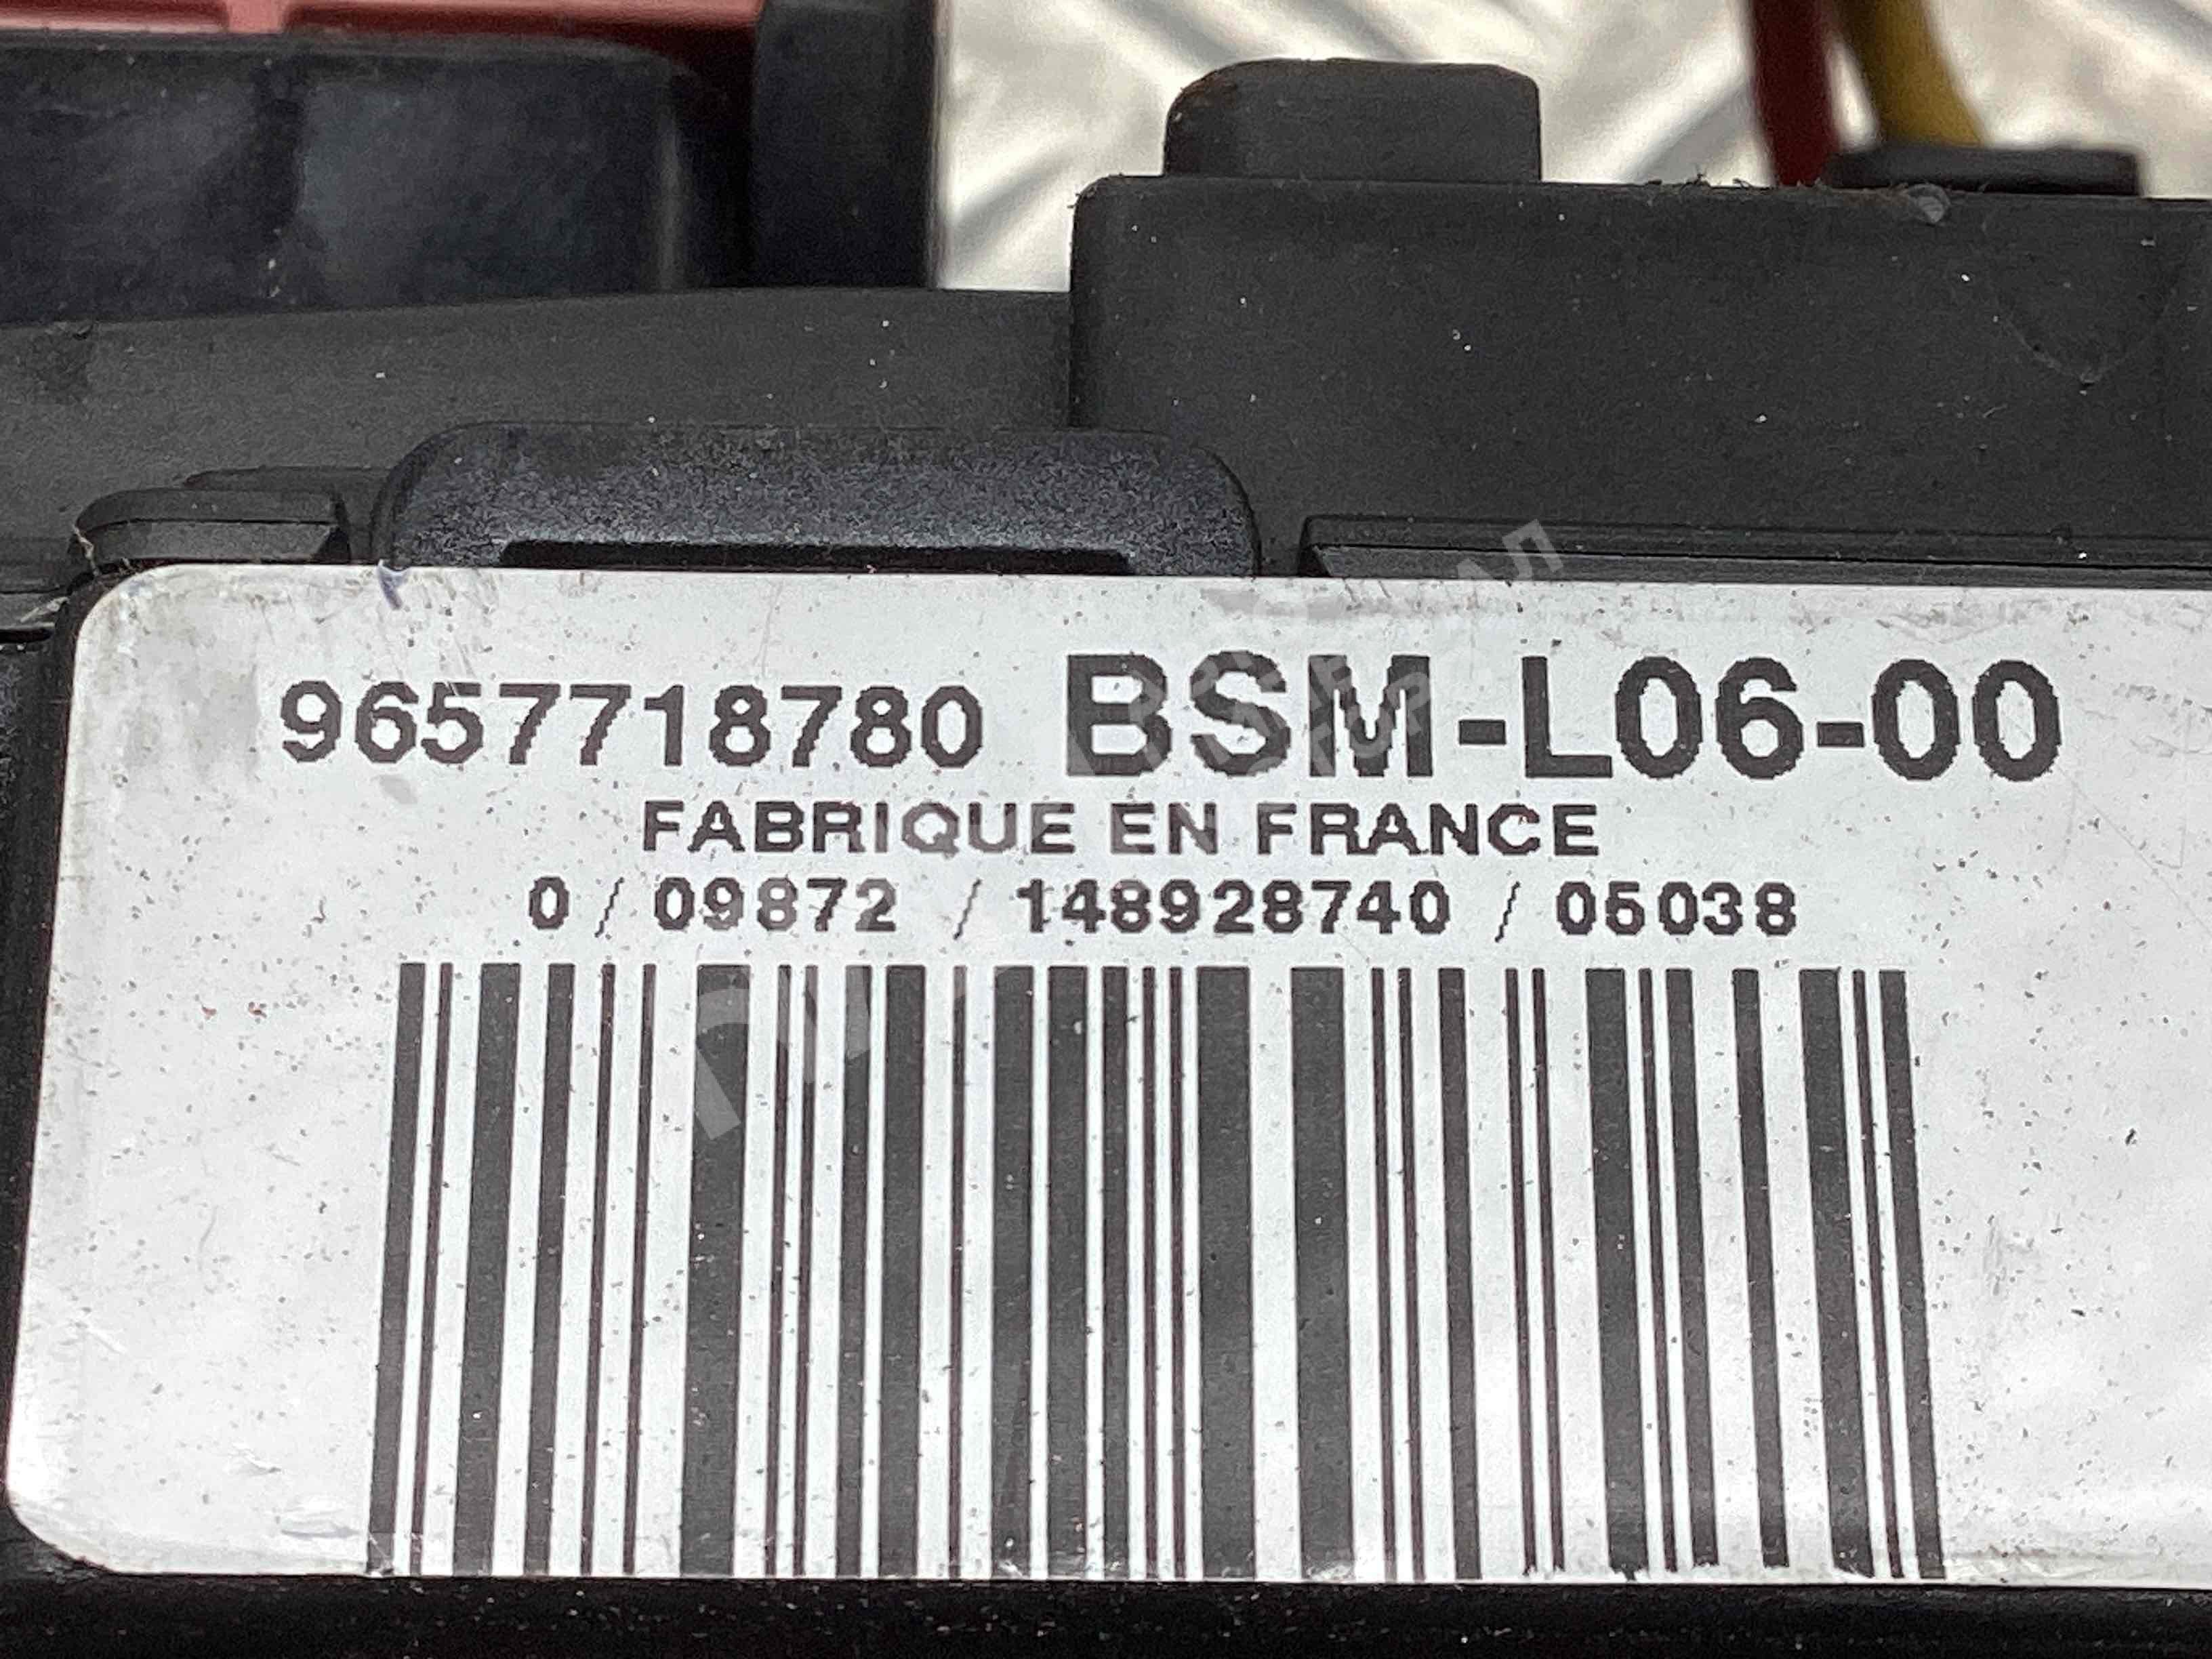 9657718780 BSM-L06-00
FABRIQUE EN FRANCE
0 / 09872 / 148928740 / 05038